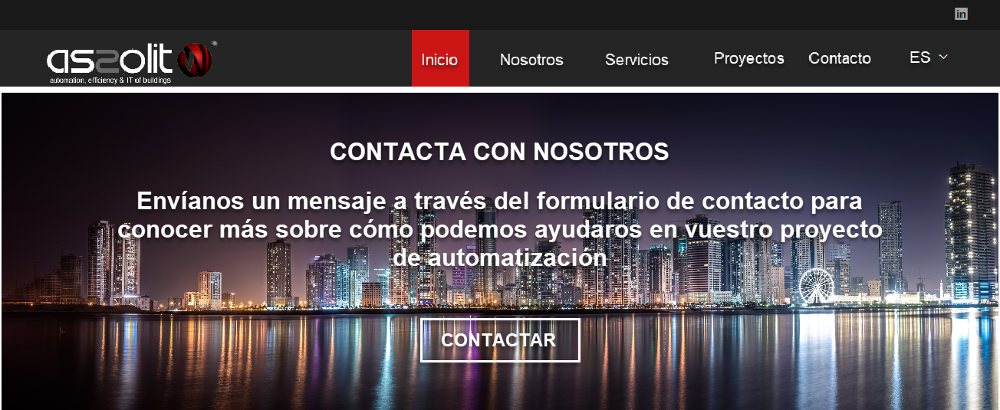 in
as2olit
automation, efficiency & IT of buildings
Inicio
Nosotros
Servicios
Proyectos
Contacto
ES
CONTACTA CON NOSOTROS
Envíanos un mensaje a través del formulario de contacto para
conocer más sobre cómo podemos ayudaros en vuestro proyecto
de automatización
CONTACTAR